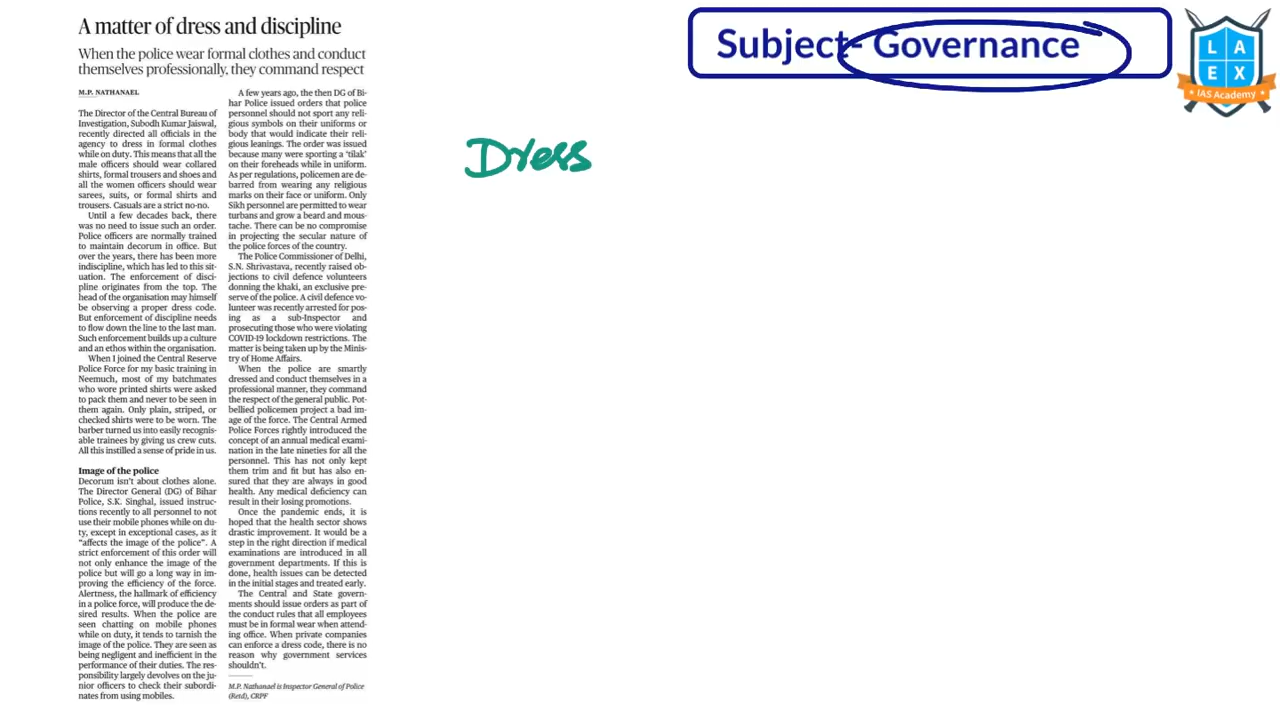 A matter of dress and discipline
When the police wear formal clothes and conduct
themselves professionally, they command respect
M.P. NATHANAEL
The Director of the Central Bureau of
Investigation, Subodh Kumar Jaiswal,
recently directed all officials in the
agency to dress in formal clothes
while on duty. This means that all the
male officers should wear collared
shirts, formal trousers and shoes and
all the women officers should wear
sarees, suits, or formal shirts and
trousers. Casuals are a strict no-no.
Until a few decades back, there
was no need to issue such an order.
Police officers are normally trained
to maintain decorum in office. But
over the years, there has been more
indiscipline, which has led to this sit-
uation. The enforcement of disci-
pline originates from the top. The
head of the organisation may himself
be observing a proper dress code.
But enforcement of discipline needs
to flow down the line to the last man.
Such enforcement builds up a culture
and an ethos within the organisation.
When I joined the Central Reserve
Police Force for my basic training in
Neemuch, most of my batchmates
who wore printed shirts were asked
to pack them and never to be seen in
them again. Only plain, striped, or
checked shirts were to be worn. The
barber turned us into easily recognis-
able trainees by giving us crew cuts.
All this instilled a sense of pride in us.
Image of the police
Decorum isn't about clothes alone.
The Director General (DG) of Bihar
Police, S.K. Singhal, issued instruc-
tions recently to all personnel to not
use their mobile phones while on du-
ty, except in exceptional cases, as it
"affects the image of the police". A
strict enforcement of this order will
not only enhance the image of the
police but will go a long way in im-
proving the efficiency of the force.
Alertness, the hallmark of efficiency
in a police force, will produce the de-
sired results. When the police are
seen chatting on mobile phones
while on duty, it tends to tarnish the
image of the police. They are seen as
being negligent and inefficient in the
performance of their duties. The res-
ponsibility largely devolves on the ju-
nior officers to check their subordi-
nates from using mobiles.
A few years ago, the then DG of Bi-
har Police issued orders that police
personnel should not sport any reli-
gious symbols on their uniforms or
body that would indicate their reli-
gious leanings. The order was issued
because many were sporting a 'tilak'
on their foreheads while in uniform.
As per regulations, policemen are de-
barred from wearing any religious
marks on their face or uniform. Only
Sikh personnel are permitted to wear
turbans and grow a beard and mous-
tache. There can be no compromise
in projecting the secular nature of
the police forces of the country.
The Police Commissioner of Delhi,
S.N. Shrivastava, recently raised ob-
jections to civil defence volunteers
donning the khaki, an exclusive pre-
serve of the police. A civil defence vo-
lunteer was recently arrested for pos-
ing as a sub-Inspector and
prosecuting those who were violating
COVID-19 lockdown restrictions. The
matter is being taken up by the Minis-
try of Home Affairs.
When the police are smartly
dressed and conduct themselves in a
professional manner, they command
the respect of the general public. Pot-
bellied policemen project a bad im-
age of the force. The Central Armed
Police Forces rightly introduced the
concept of an annual medical exami-
nation in the late nineties for all the
personnel. This has not only kept
them trim and fit but has also en-
sured that they are always in good
health. Any medical deficiency can
result in their losing promotions.
Once the pandemic ends, it is
hoped that the health sector shows
drastic improvement. It would be a
step in the right direction if medical
examinations are introduced in all
government departments. If this is
done, health issues can be detected
in the initial stages and treated early.
The Central and State govern-
ments should issue orders as part of
the conduct rules that all employees
must be in formal wear when attend-
ing office. When private companies
can enforce a dress code, there is no
reason why government services
shouldn't.
M.P. Nathanael is Inspector General of Police
(Retd), CRPF
Subject- Governance
Dress
L A
E X
IAS Academy